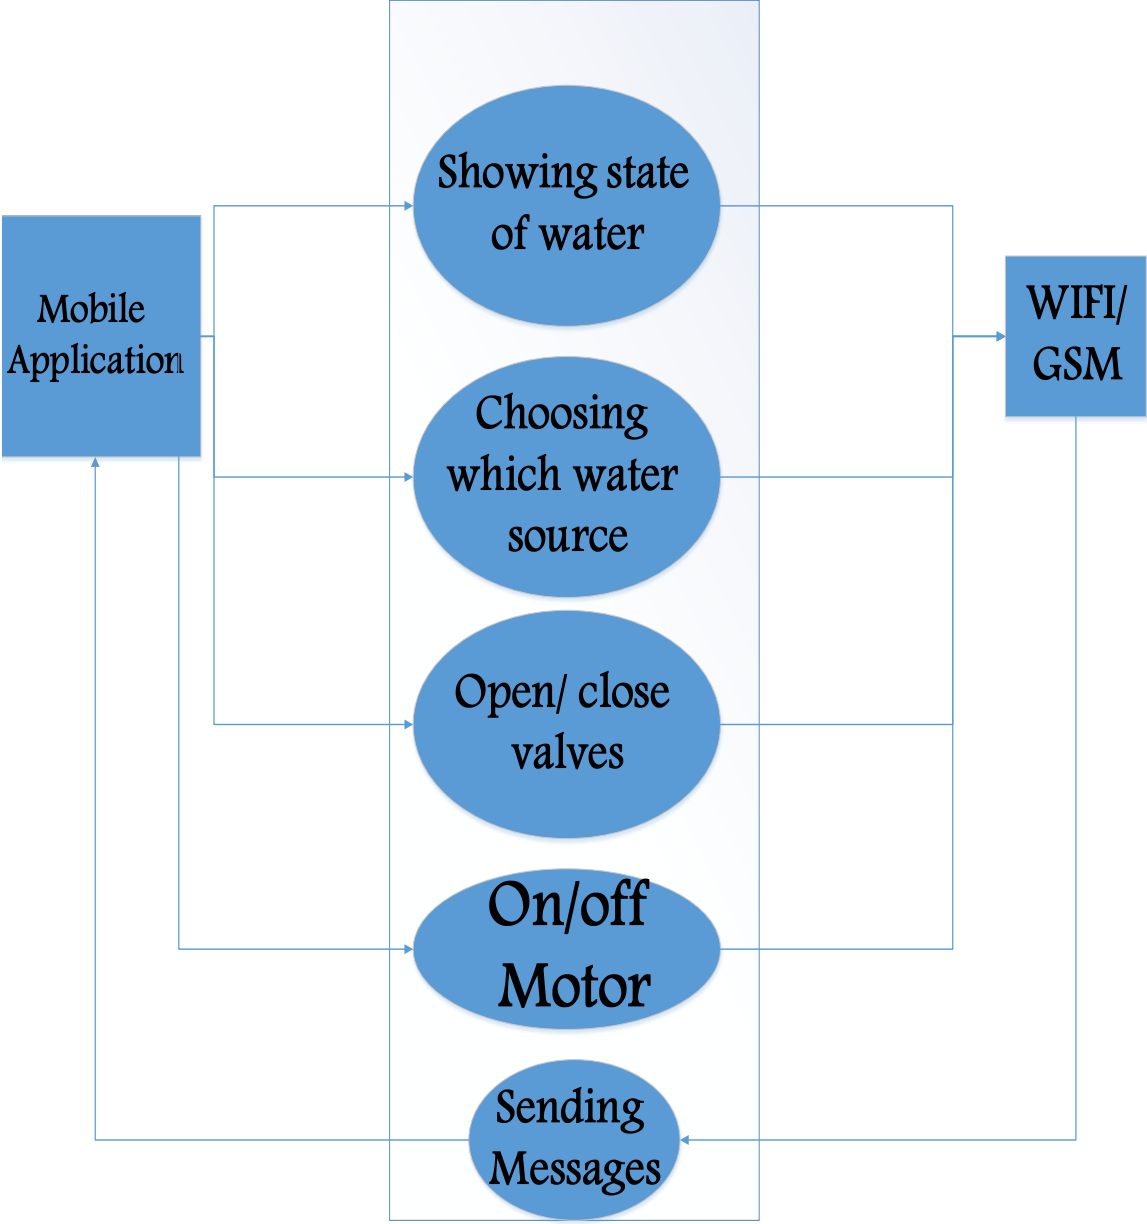 Showing state
of water
Mobile
Application
WIFI/
GSM
Choosing
which water
source
Open/ close
valves
On/off
Motor
Sending
Messages